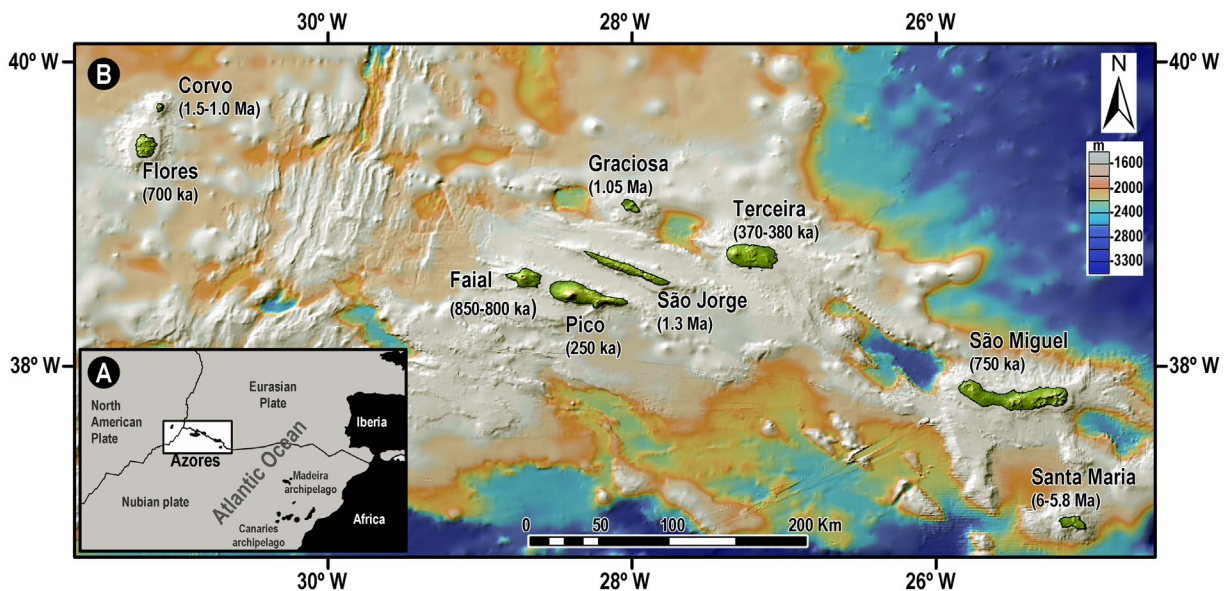 30º W
28º W
26º W
40º W
40º W
B
Corvo
(1.5-1.0 Ma)
Flores
(700 ka)
Graciosa
(1.05 Ma)
Terceira
(370-380 ka)
Faial
(850-800 ka)
Pico
(250 ka)
São Jorge
(1.3 Ma)
São Miguel
(750 ka)
Santa Maria
(6-5.8 Ma)
N
m
-1600
-2000
-2400
-2800
-3300
38º W
38º W
A
North
American
Plate
Eurasian
Plate
Iberia
Azores
Atlantic Ocean
Madeira
archipelago
Nubian plate
Canaries
archipelago
Africa
0 50 100 200 Km
30º W
28º W
26º W